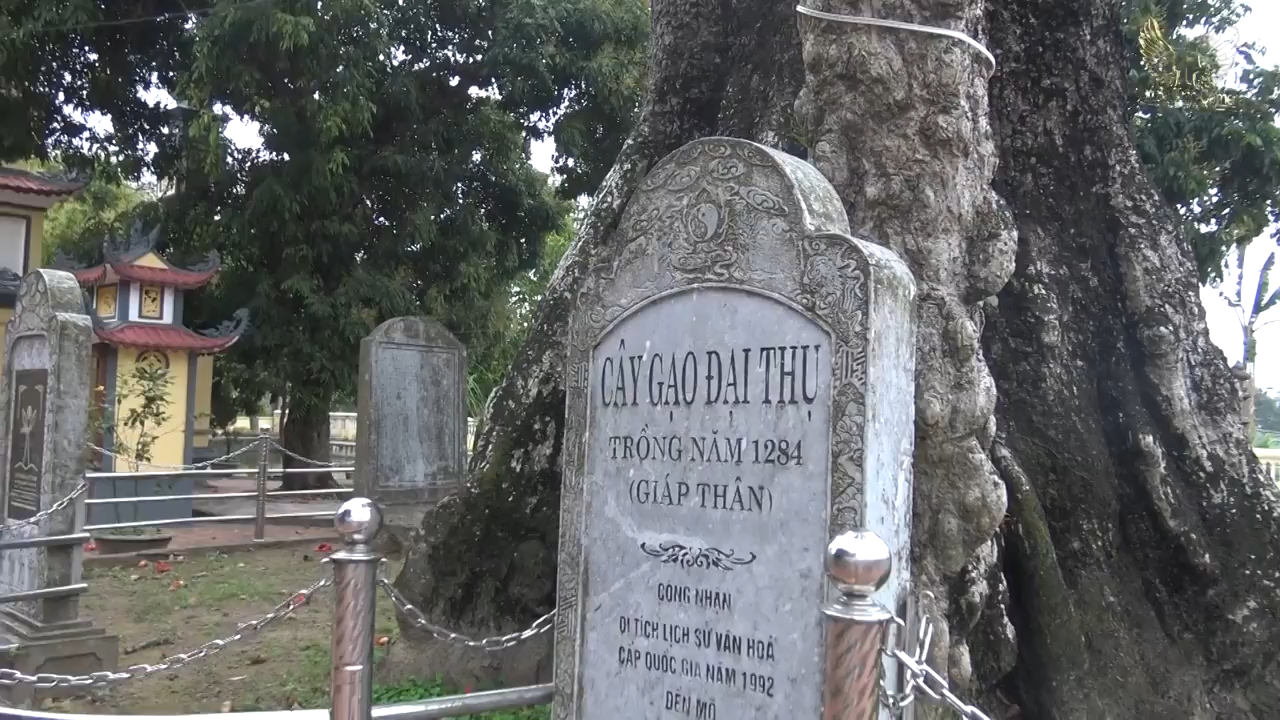 CÂY GẠO ĐẠI THỤ
TRỒNG NĂM 1284
(GIÁP THÂN)
CÔNG NHẬN
DI TÍCH LỊCH SỬ VĂN HOÁ
CẤP QUỐC GIA NĂM 1992
ĐỀN MÕ